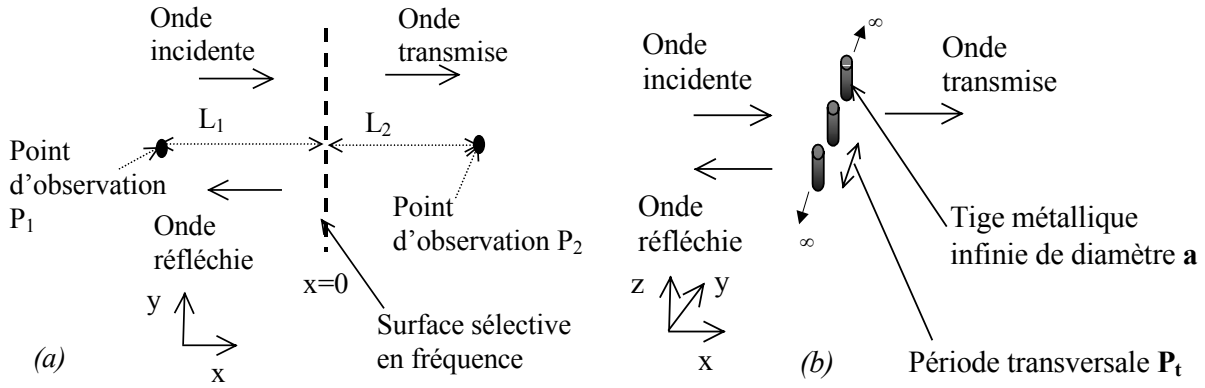 Onde
incidente
Onde
transmise
L1
L2
Point
d'observation
P1
Point
d'observation P2
Onde
réfléchie
x=0
y
x
Surface sélective
en fréquence
(a)
∞
Onde
incidente
Onde
transmise
Onde
réfléchie
∞
Tige métallique
infinie de diamètre a
z
y
x
(b)
Période transversale Pt